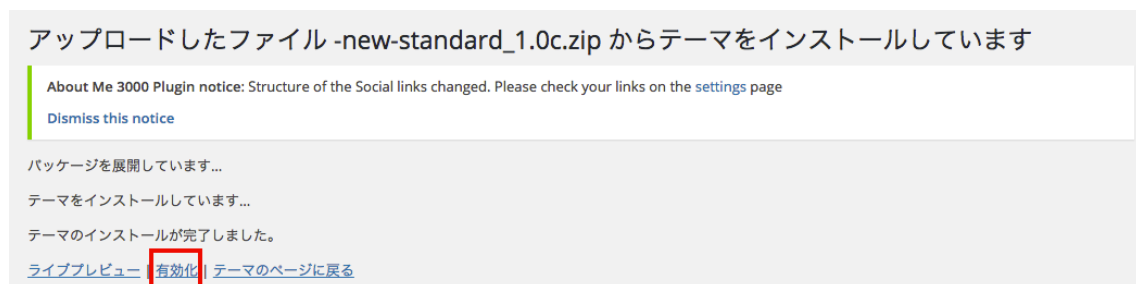 アップロードしたファイル -new-standard_1.0c.zip からテーマをインストールしています
About Me 3000 Plugin notice: Structure of the Social links changed. Please check your links on the settings page
Dismiss this notice
パッケージを展開しています...
テーマをインストールしています...
テーマのインストールが完了しました。
ライブプレビュー | 有効化 | テーマのページに戻る